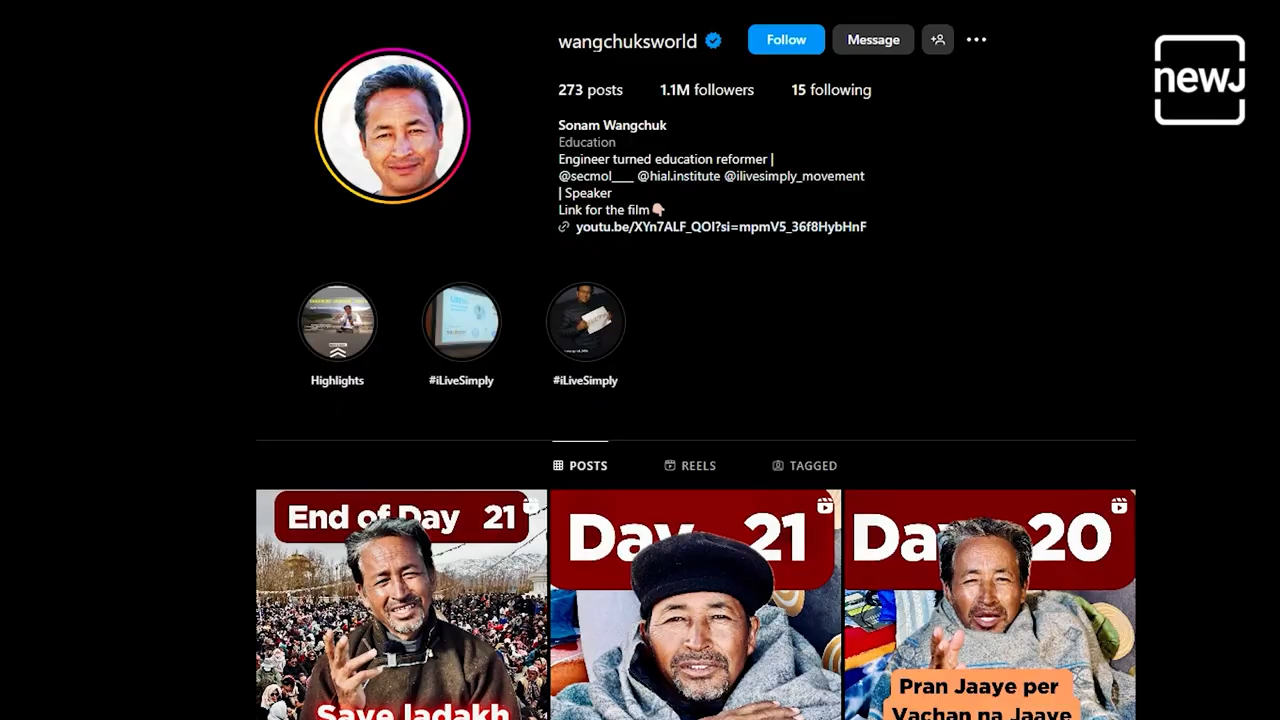 wangchuksworld Follow Message
newJ
273 posts 1.1M followers 15 following
Sonam Wangchuk
Education
Engineer turned education reformer |
@secmol____ @hial.institute @ilivesimply_movement
| Speaker
Link for the film
youtu.be/XYn7ALF_QOI?si=mpmV5_36f8HybHnF
Highlights #iLiveSimply #iLiveSimply
POSTS REELS TAGGED
End of Day 21
Day 21
Day 20
Save ladakh
Pran Jaaye per
Vachan na Jaaye